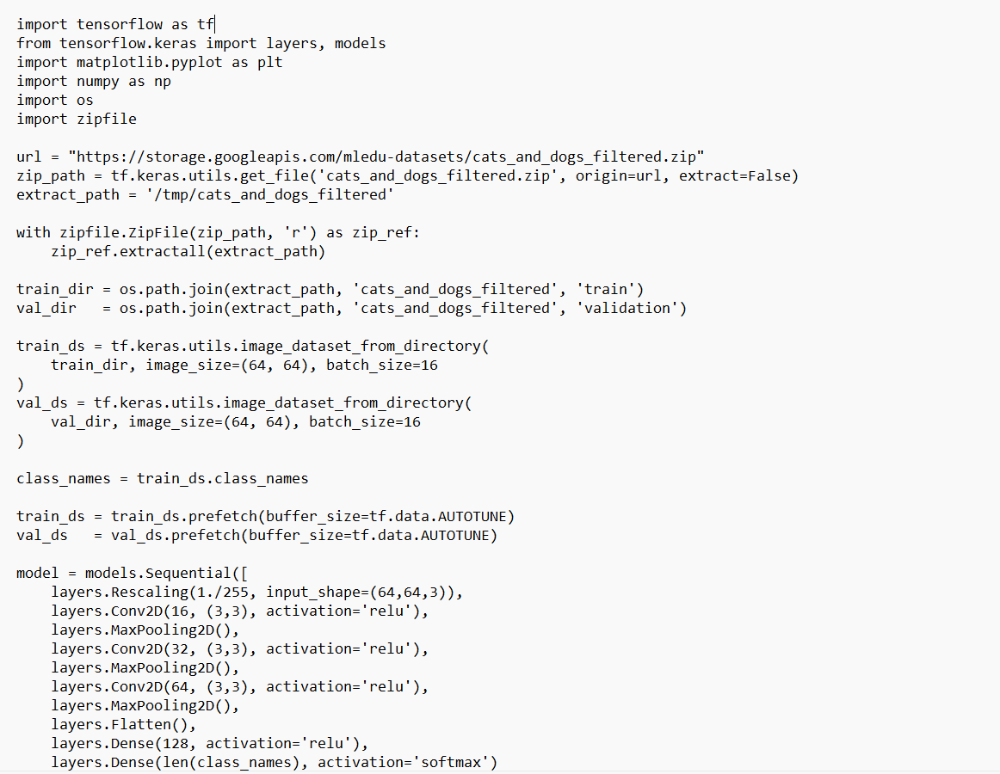 import tensorflow as tf
from tensorflow.keras import layers, models
import matplotlib.pyplot as plt
import numpy as np
import os
import zipfile

url = "https://storage.googleapis.com/mledu-datasets/cats_and_dogs_filtered.zip"
zip_path = tf.keras.utils.get_file('cats_and_dogs_filtered.zip', origin=url, extract=False)
extract_path = '/tmp/cats_and_dogs_filtered'

with zipfile.ZipFile(zip_path, 'r') as zip_ref:
    zip_ref.extractall(extract_path)

train_dir = os.path.join(extract_path, 'cats_and_dogs_filtered', 'train')
val_dir   = os.path.join(extract_path, 'cats_and_dogs_filtered', 'validation')

train_ds = tf.keras.utils.image_dataset_from_directory(
    train_dir, image_size=(64, 64), batch_size=16
)
val_ds = tf.keras.utils.image_dataset_from_directory(
    val_dir, image_size=(64, 64), batch_size=16
)

class_names = train_ds.class_names

train_ds = train_ds.prefetch(buffer_size=tf.data.AUTOTUNE)
val_ds   = val_ds.prefetch(buffer_size=tf.data.AUTOTUNE)

model = models.Sequential([
    layers.Rescaling(1./255, input_shape=(64,64,3)),
    layers.Conv2D(16, (3,3), activation='relu'),
    layers.MaxPooling2D(),
    layers.Conv2D(32, (3,3), activation='relu'),
    layers.MaxPooling2D(),
    layers.Conv2D(64, (3,3), activation='relu'),
    layers.MaxPooling2D(),
    layers.Flatten(),
    layers.Dense(128, activation='relu'),
    layers.Dense(len(class_names), activation='softmax')